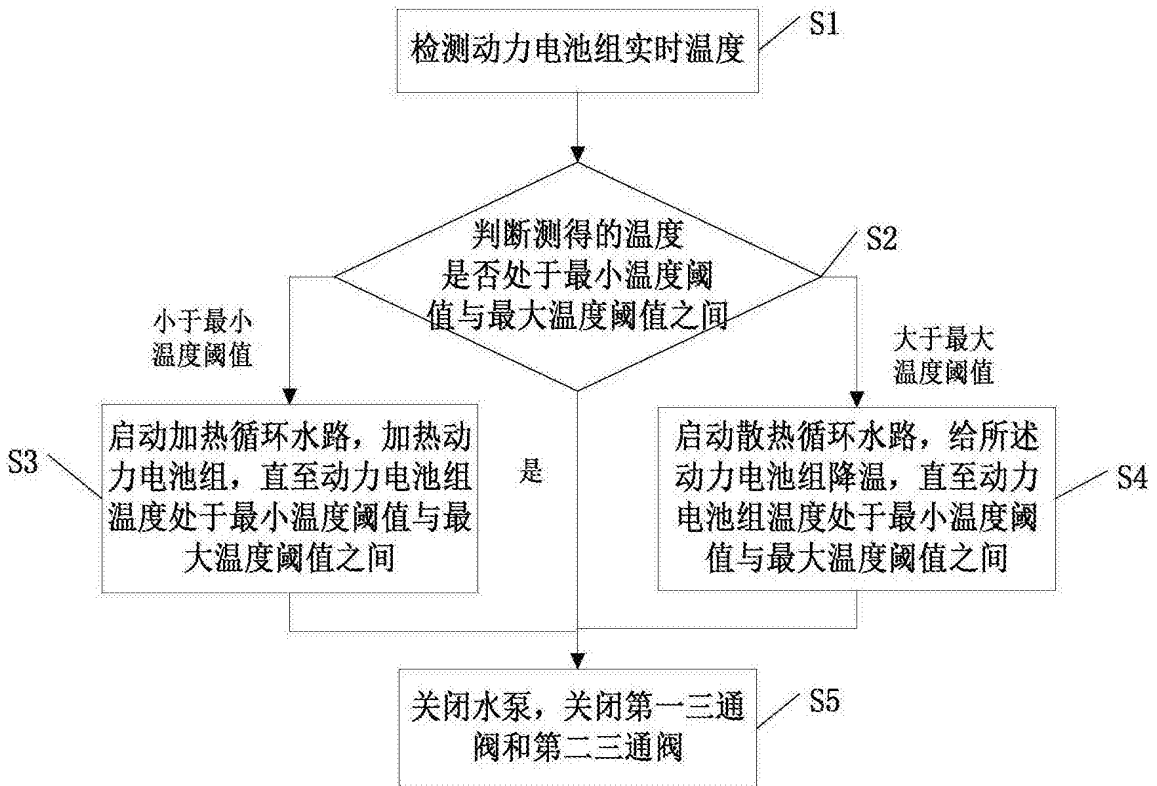 检测动力电池组实时温度
S1
判断测得的温度
是否处于最小温度阈
值与最大温度阈值之间
S2
小于最小
温度阈值
大于最大
温度阈值
启动加热循环水路，加热动
力电池组，直至动力电池组
温度处于最小温度阈值与最
大温度阈值之间
S3
是
启动散热循环水路，给所述
动力电池组降温，直至动力
电池组温度处于最小温度阈
值与最大温度阈值之间
S4
关闭水泵，关闭第一三通
阀和第二三通阀
S5